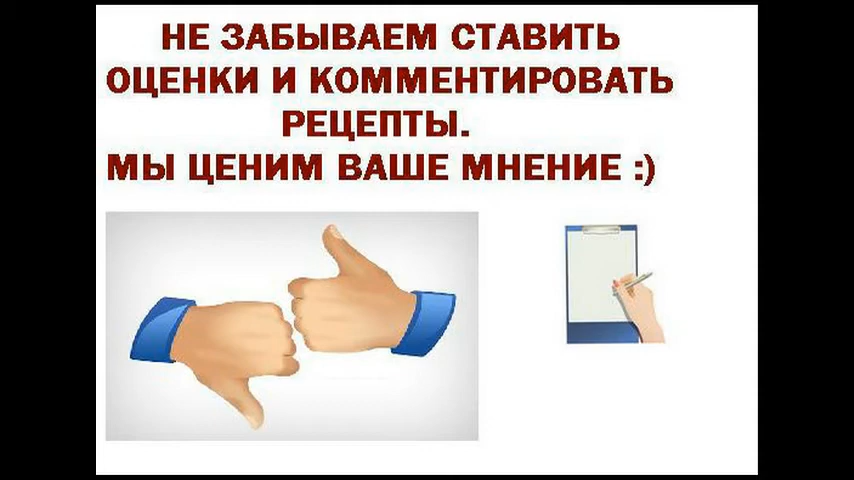 НЕ ЗАБЫВАЕМ СТАВИТЬ
ОЦЕНКИ И КОММЕНТИРОВАТЬ
РЕЦЕПТЫ.
МЫ ЦЕНИМ ВАШЕ МНЕНИЕ :)